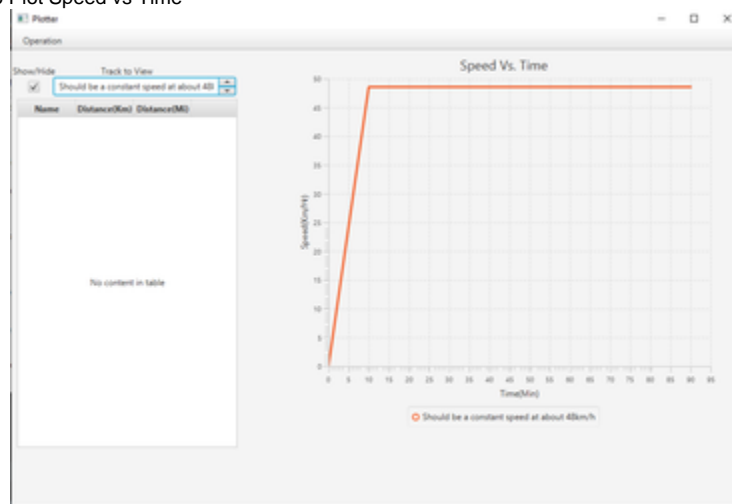 Plot Speed vs Time
Plotter
Operation
Show/Hide Track to View
Should be a constant speed at about 48
Name Distance(Km) Distance(Mi)
No content in table
Speed Vs. Time
Speed(Km/Hr)
50
45
40
35
30
25
20
15
10
5
0
0 5 10 15 20 25 30 35 40 45 50 55 60 65 70 75 80 85 90 95
Time(Min)
Should be a constant speed at about 48km/h